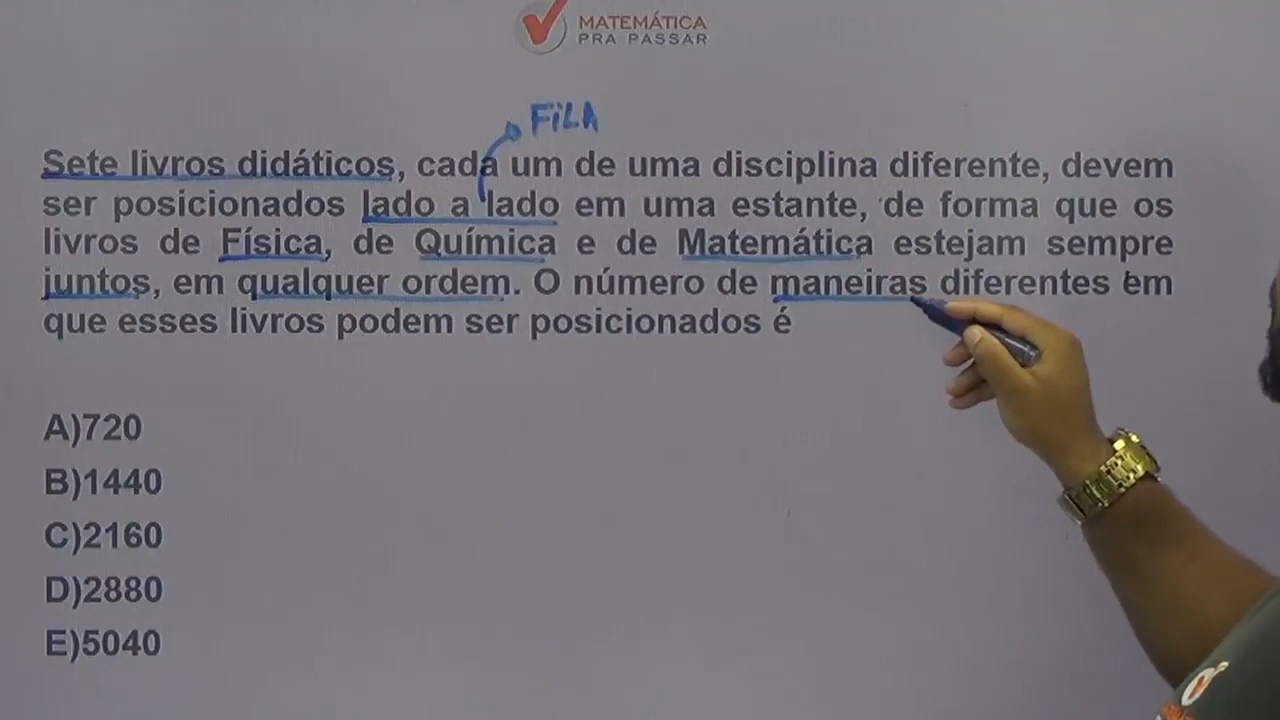 MATEMÁTICA
PRA PASSAR
FiLA
Sete livros didáticos, cada um de uma disciplina diferente, devem
ser posicionados lado a lado em uma estante, de forma que os
livros de Física, de Química e de Matemática estejam sempre
juntos, em qualquer ordem. O número de maneiras diferentes em
que esses livros podem ser posicionados é
A)720
B)1440
C)2160
D)2880
E)5040